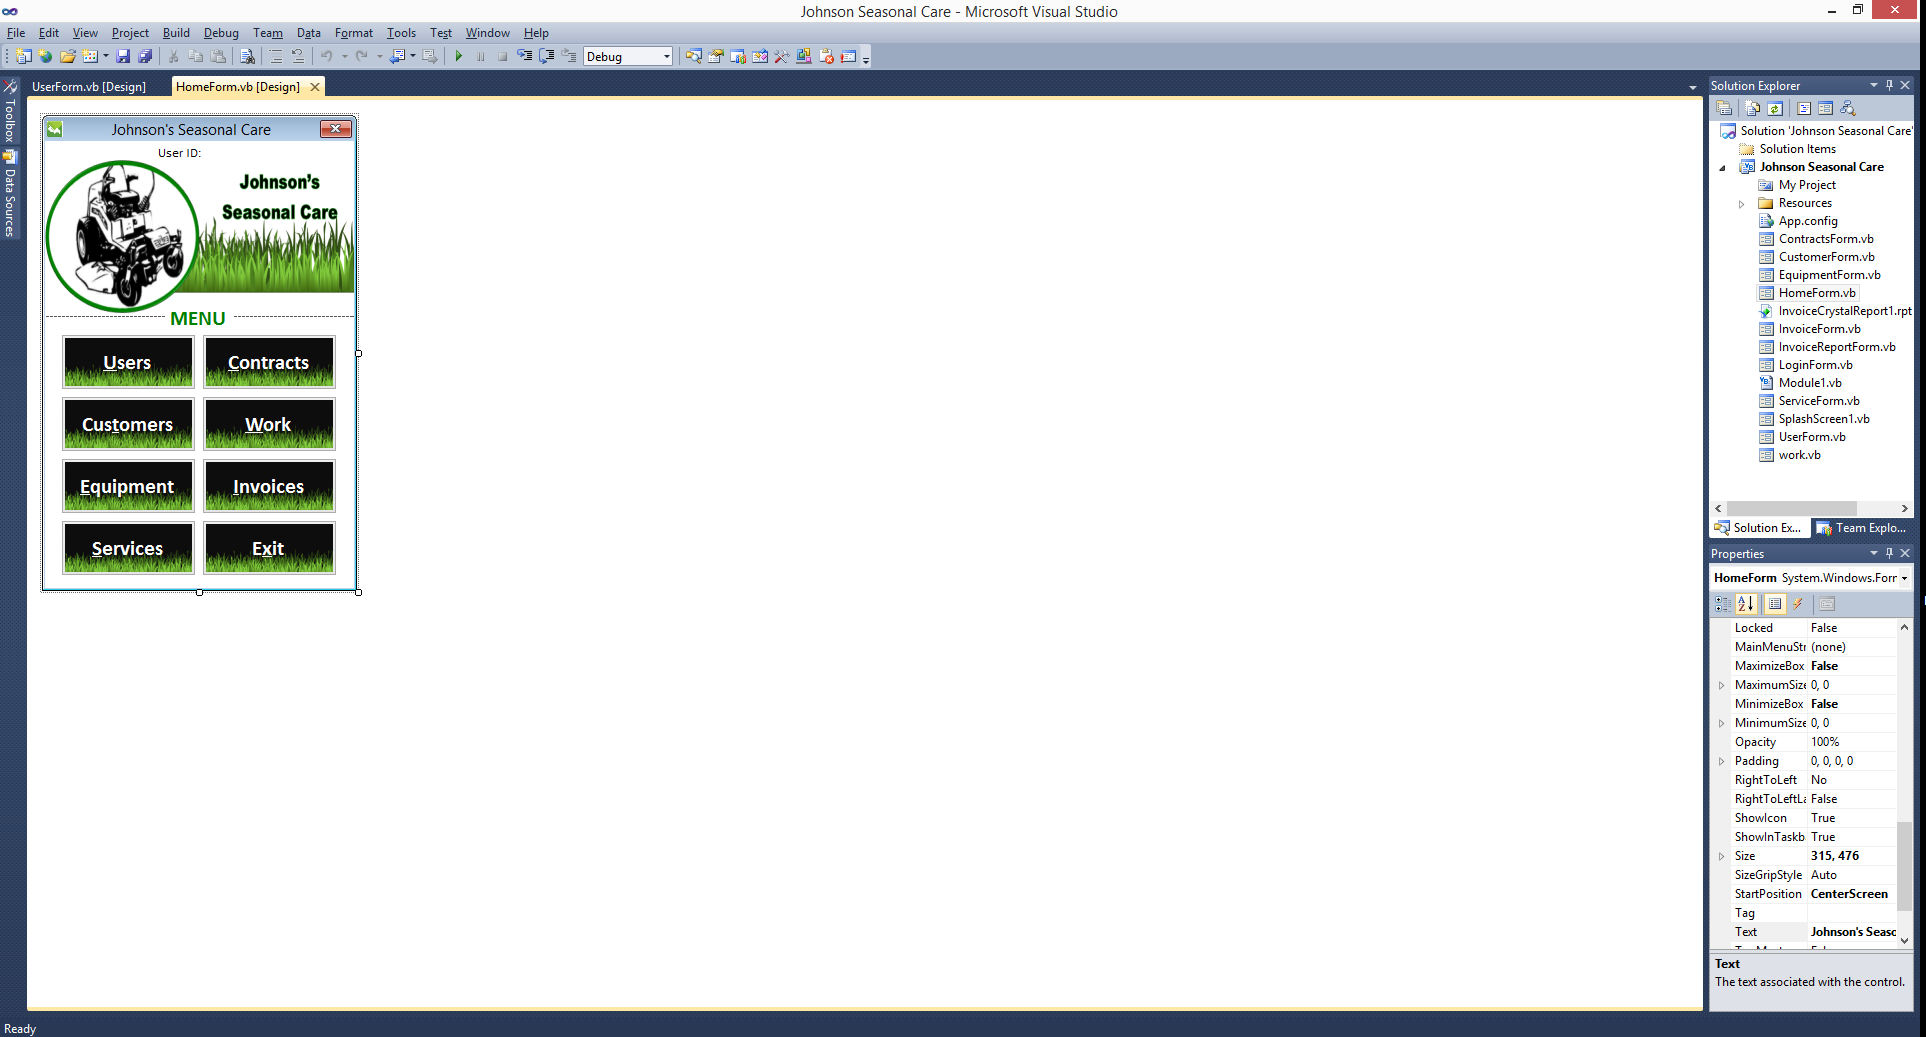 Johnson Seasonal Care - Microsoft Visual Studio
File Edit View Project Build Debug Team Data Format Tools Test Window Help
Debug
Toolbox
Data Sources
UserForm.vb [Design] HomeForm.vb [Design]
Johnson's Seasonal Care
User ID:
Johnson's
Seasonal Care
MENU
Users Contracts
Customers Work
Equipment Invoices
Services Exit
Solution Explorer
Solution 'Johnson Seasonal Care'
Solution Items
Johnson Seasonal Care
My Project
Resources
App.config
ContractsForm.vb
CustomerForm.vb
EquipmentForm.vb
HomeForm.vb
InvoiceCrystalReport1.rpt
InvoiceForm.vb
InvoiceReportForm.vb
LoginForm.vb
Module1.vb
ServiceForm.vb
SplashScreen1.vb
UserForm.vb
work.vb
Solution Ex... Team Explo...
Properties
HomeForm System.Windows.Forr
Locked False
MainMenuStr (none)
MaximizeBox False
MaximumSize 0, 0
MinimizeBox False
MinimumSize 0, 0
Opacity 100%
Padding 0, 0, 0, 0
RightToLeft No
RightToLeftLa False
ShowIcon True
ShowInTaskb True
Size 315, 476
SizeGripStyle Auto
StartPosition CenterScreen
Tag
Text Johnson's Seaso
Text
The text associated with the control.
Ready